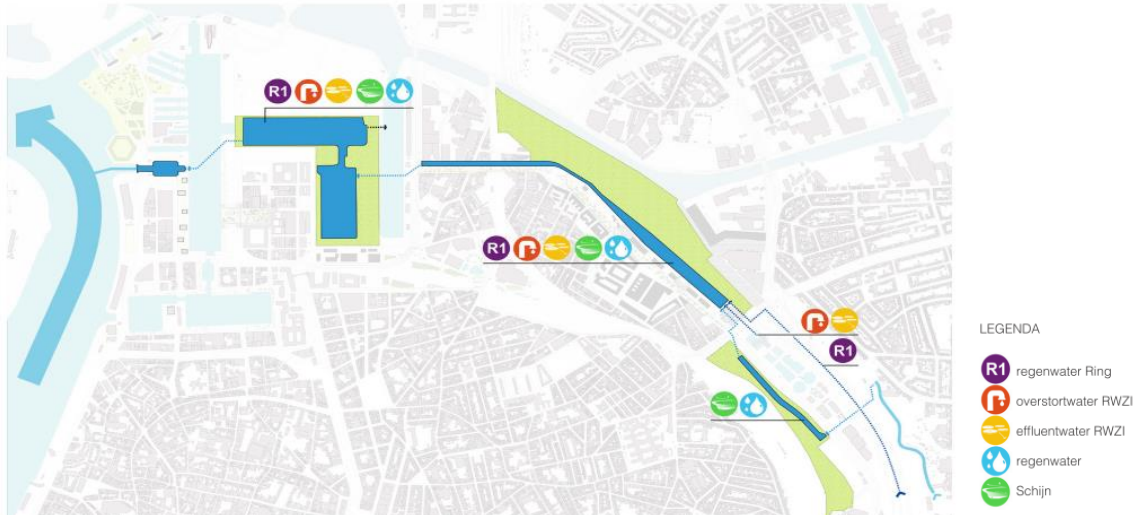 R1
R1
R1
LEGENDA
R1 regenwater Ring
overstortwater RWZI
effluentwater RWZI
regenwater
Schijn